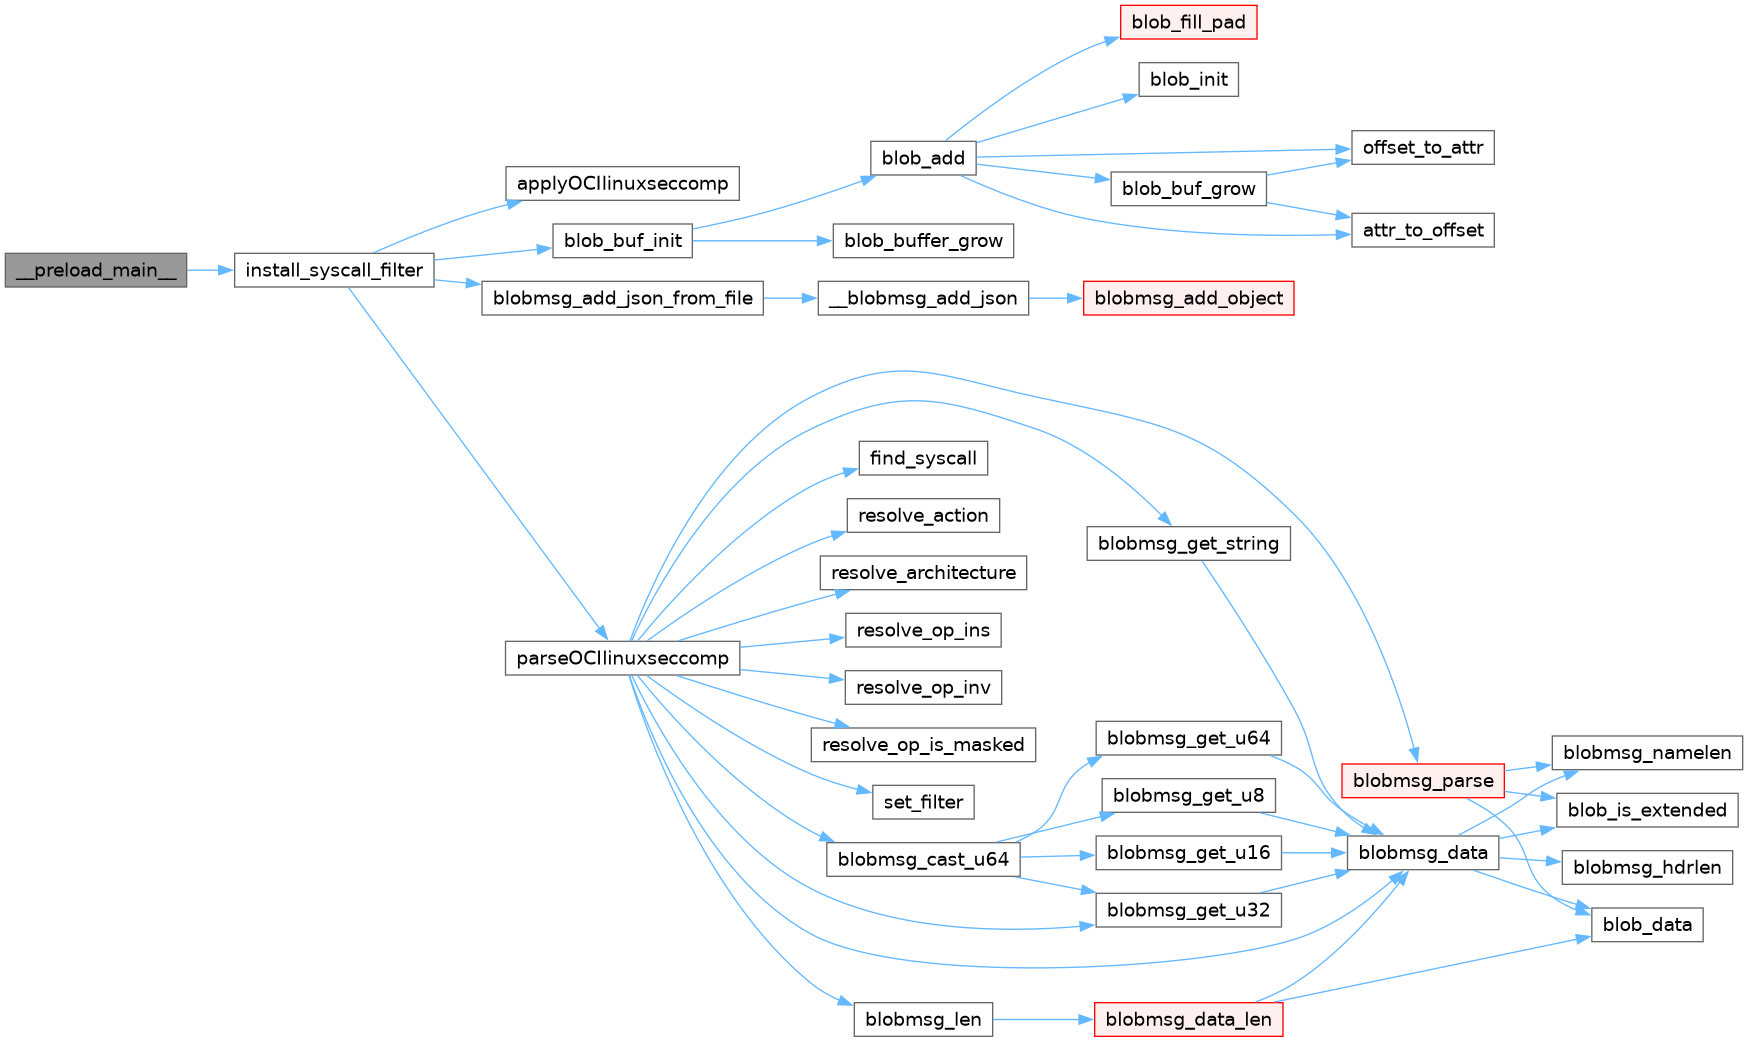 blob_fill_pad
blob_init
offset_to_attr
blob_add
applyOCIlinuxseccomp
blob_buf_grow
attr_to_offset
blob_buf_init
blob_buffer_grow
__preload_main__
install_syscall_filter
blobmsg_add_json_from_file
__blobmsg_add_json
blobmsg_add_object
find_syscall
resolve_action
blobmsg_get_string
resolve_architecture
resolve_op_ins
parseOCIlinuxseccomp
resolve_op_inv
resolve_op_is_masked
blobmsg_get_u64
blobmsg_namelen
blobmsg_parse
set_filter
blobmsg_get_u8
blob_is_extended
blobmsg_cast_u64
blobmsg_get_u16
blobmsg_data
blobmsg_hdrlen
blobmsg_get_u32
blob_data
blobmsg_len
blobmsg_data_len